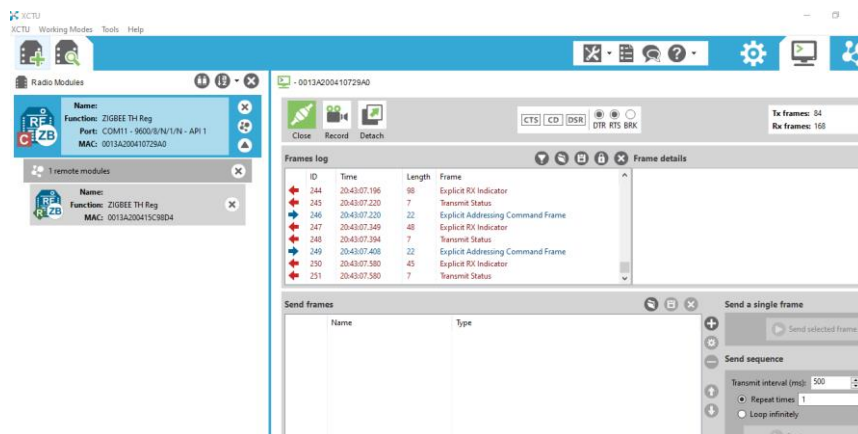 XCTU
XCTU Working Modes Tools Help
Radio Modules
Name:
Function: ZIGBEE TH Reg
Port: COM11 - 9600/8/N/1/N - API 1
MAC: 0013A200410729A0
1 remote modules
Name:
Function: ZIGBEE TH Reg
MAC: 0013A200415C98D4
- 0013A200410729A0
Close Record Detach
CTS CD DSR DTR RTS BRK
Tx frames: 84
Rx frames: 168
Frames log
Frame details
ID Time Length Frame
244 20:43:07.196 98 Explicit RX Indicator
245 20:43:07.220 7 Transmit Status
246 20:43:07.220 22 Explicit Addressing Command Frame
247 20:43:07.349 48 Explicit RX Indicator
248 20:43:07.394 7 Transmit Status
249 20:43:07.408 22 Explicit Addressing Command Frame
250 20:43:07.580 45 Explicit RX Indicator
251 20:43:07.580 7 Transmit Status
Send frames
Name Type
Send a single frame
Send selected frame
Send sequence
Transmit interval (ms): 500
Repeat times 1
Loop infinitely